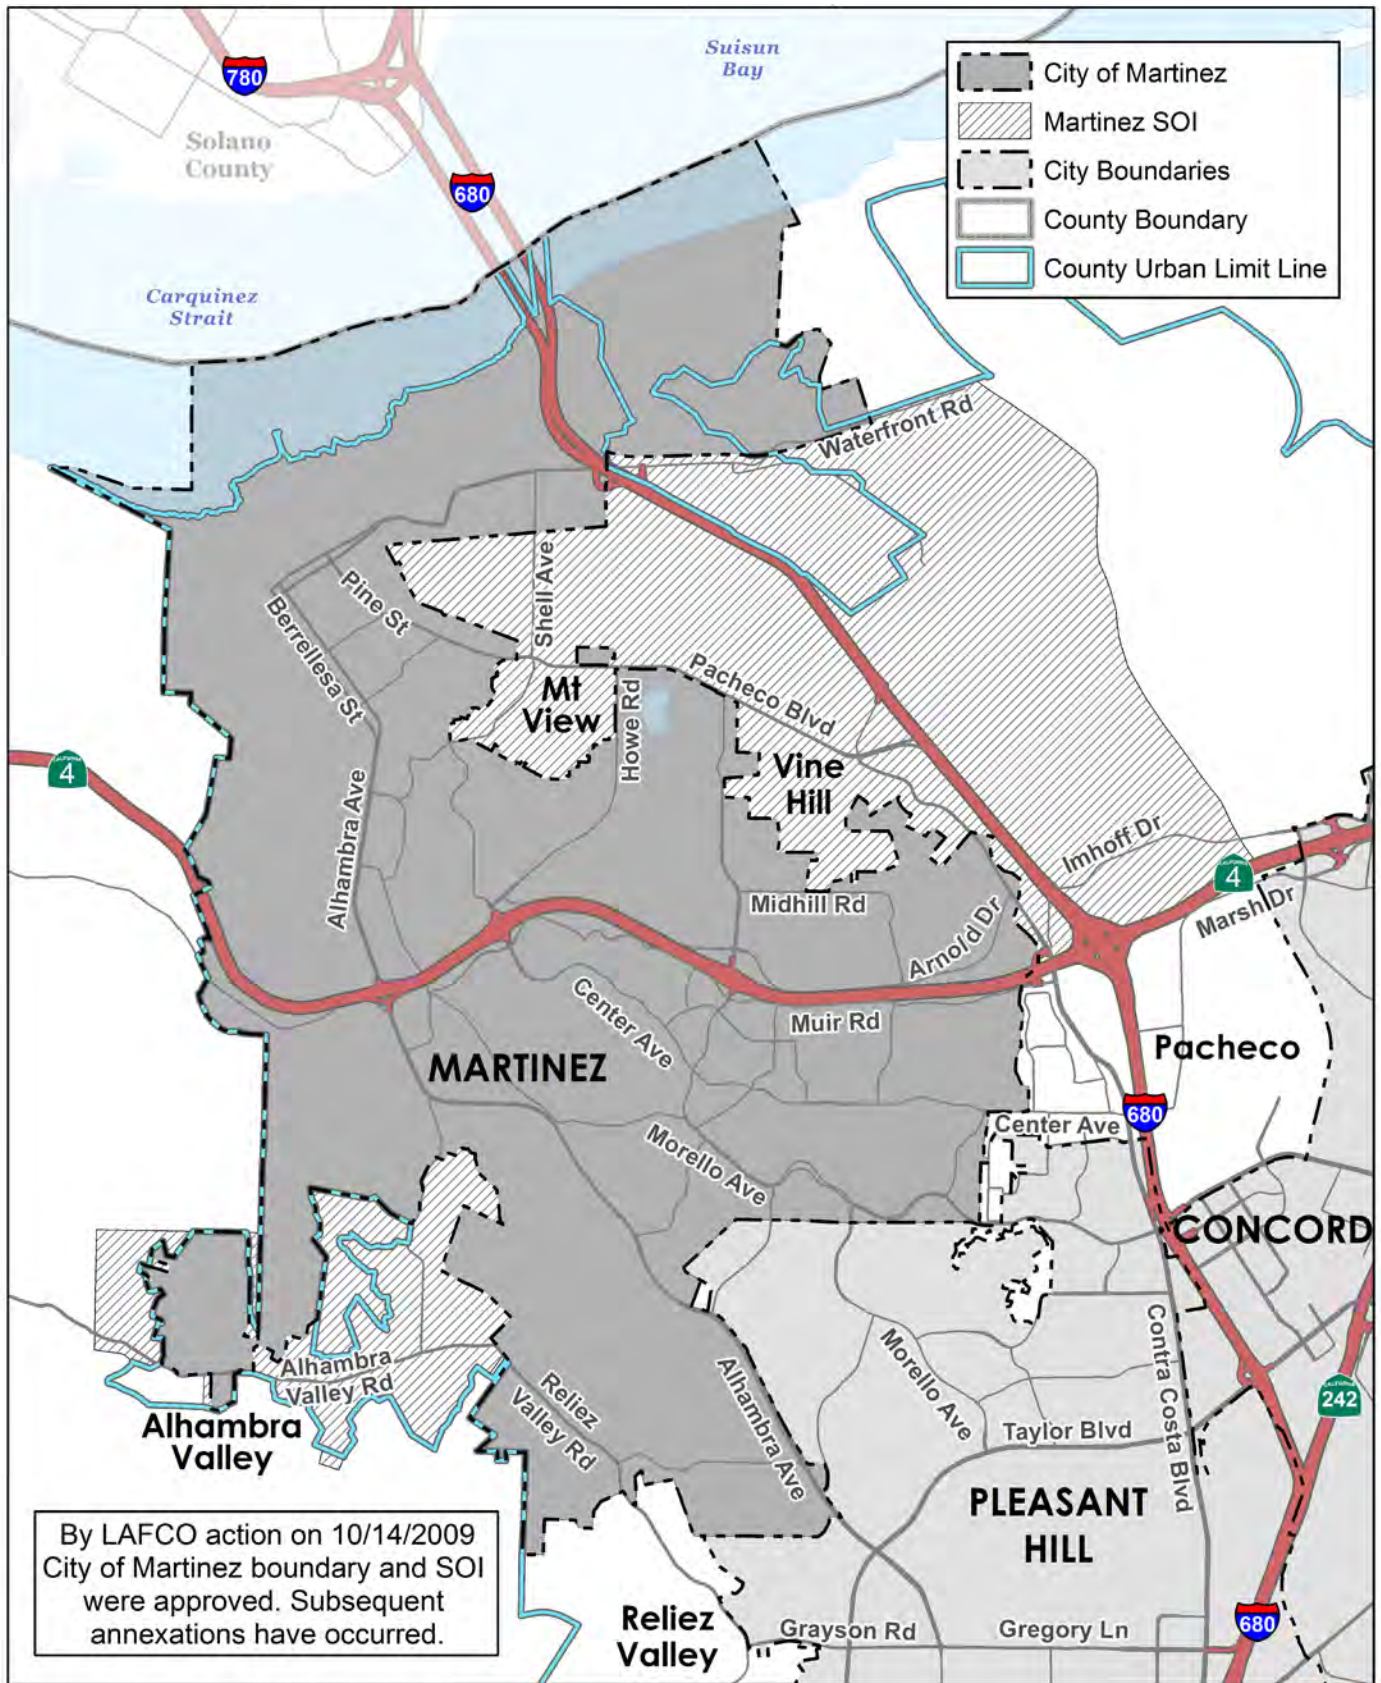 Suisun
Bay
780
Solano
County
680
Carquinez
Strait
City of Martinez
Martinez SOI
City Boundaries
County Boundary
County Urban Limit Line
Waterfront Rd
Shell Ave
Pine St
Berrellesa St
Mt
View
Howe Rd
Pacheco Blvd
Vine
Hill
CALIFORNIA
4
Alhambra Ave
Imhoff Dr
CALIFORNIA
4
Marsh Dr
Midhill Rd
Arnold Dr
Center Ave
Muir Rd
MARTINEZ
Pacheco
680
Center Ave
Morello Ave
CONCORD
Alhambra
Valley Rd
Alhambra
Valley
Reliez
Valley Rd
Alhambra Ave
Morello Ave
Contra Costa Blvd
CALIFORNIA
242
Taylor Blvd
PLEASANT
HILL
By LAFCO action on 10/14/2009
City of Martinez boundary and SOI
were approved. Subsequent
annexations have occurred.
Reliez
Valley
Grayson Rd
Gregory Ln
680